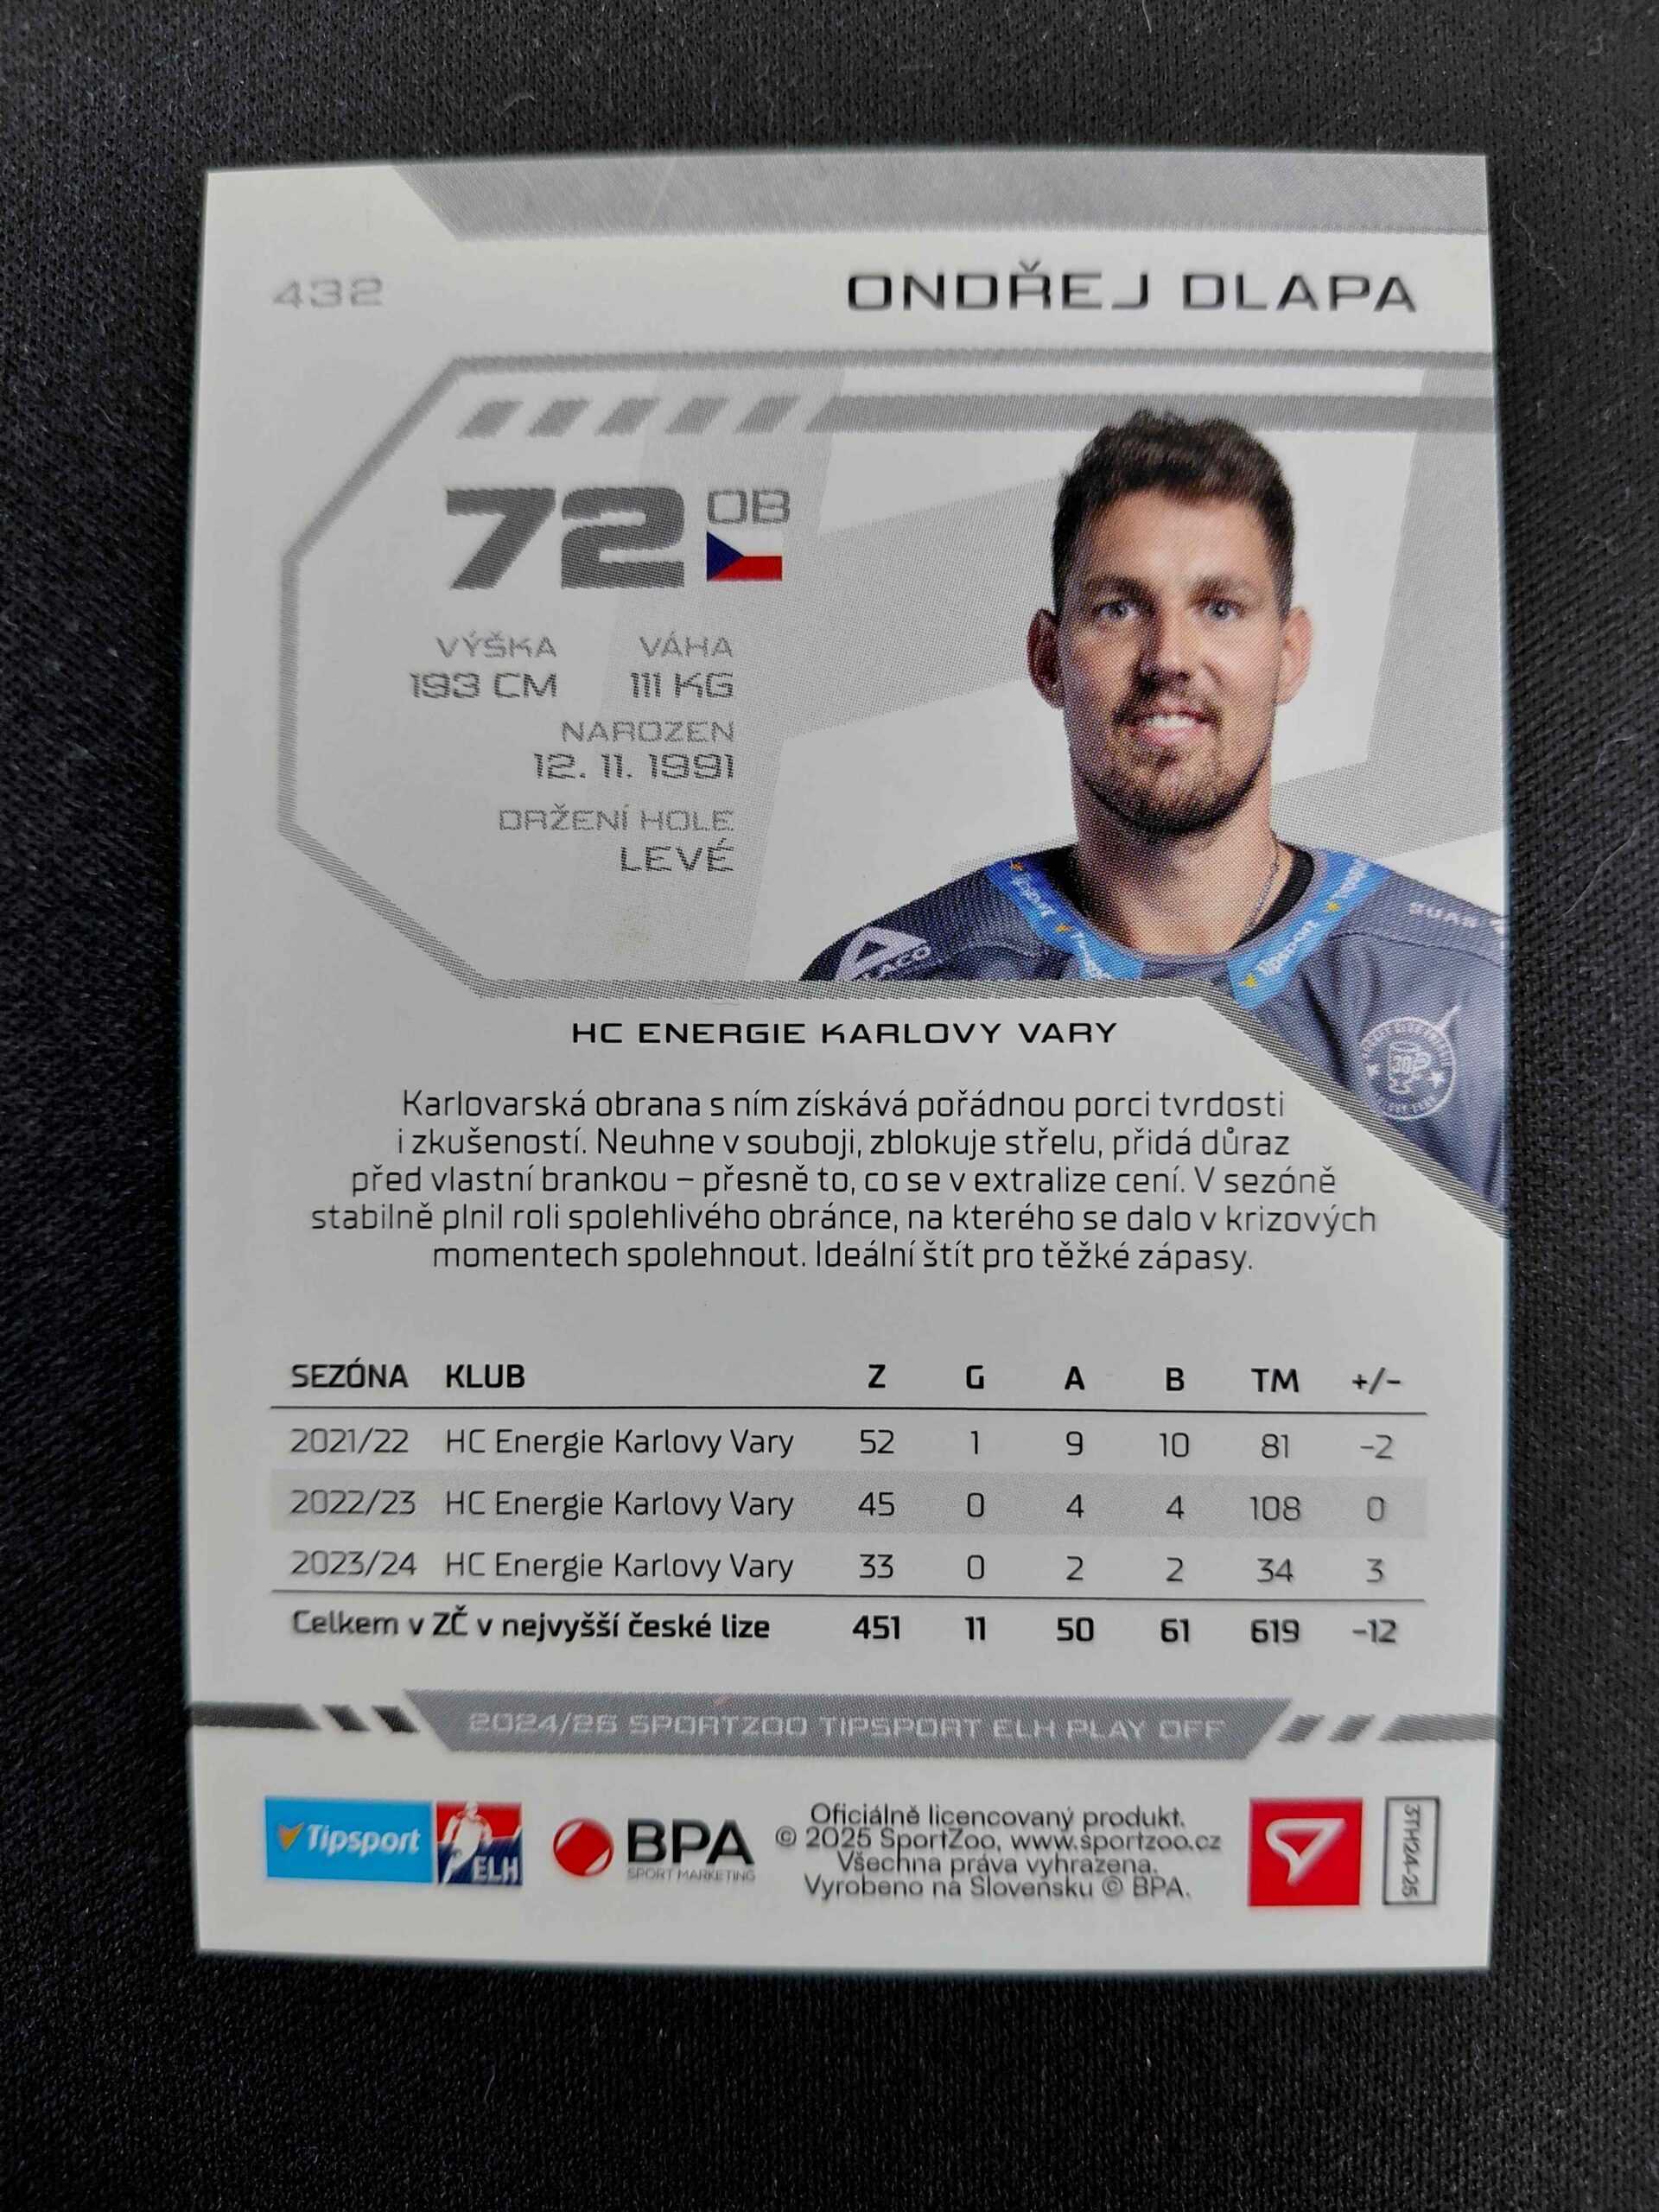 432
ONDŘEJ DLAPA
72 OB
VÝŠKA VÁHA
193 CM 111 KG
NAROZEN
12. 11. 1991
DRŽENÍ HOLE
LEVÉ
Tipsport
SUAS
HC ENERGIE KARLOVY VARY
Karlovarská obrana s ním získává pořádnou porci tvrdosti
i zkušeností. Neuhne v souboji, zblokuje střelu, přidá důraz
před vlastní brankou – přesně to, co se v extralize cení. V sezóně
stabilně plnil roli spolehlivého obránce, na kterého se dalo v krizových
momentech spolehnout. Ideální štít pro těžké zápasy.
SEZÓNA KLUB Z G A B TM +/-
2021/22 HC Energie Karlovy Vary 52 1 9 10 81 -2
2022/23 HC Energie Karlovy Vary 45 0 4 4 108 0
2023/24 HC Energie Karlovy Vary 33 0 2 2 34 3
Celkem v ZČ v nejvyšší české lize 451 11 50 61 619 -12
2024/25 SPORTZOO TIPSPORT ELH PLAY OFF
Tipsport ELH
BPA
SPORT MARKETING
Oficiálně licencovaný produkt.
© 2025 SportZoo, www.sportzoo.cz
Všechna práva vyhrazena.
Vyrobeno na Slovensku © BPA.
3TH24-25